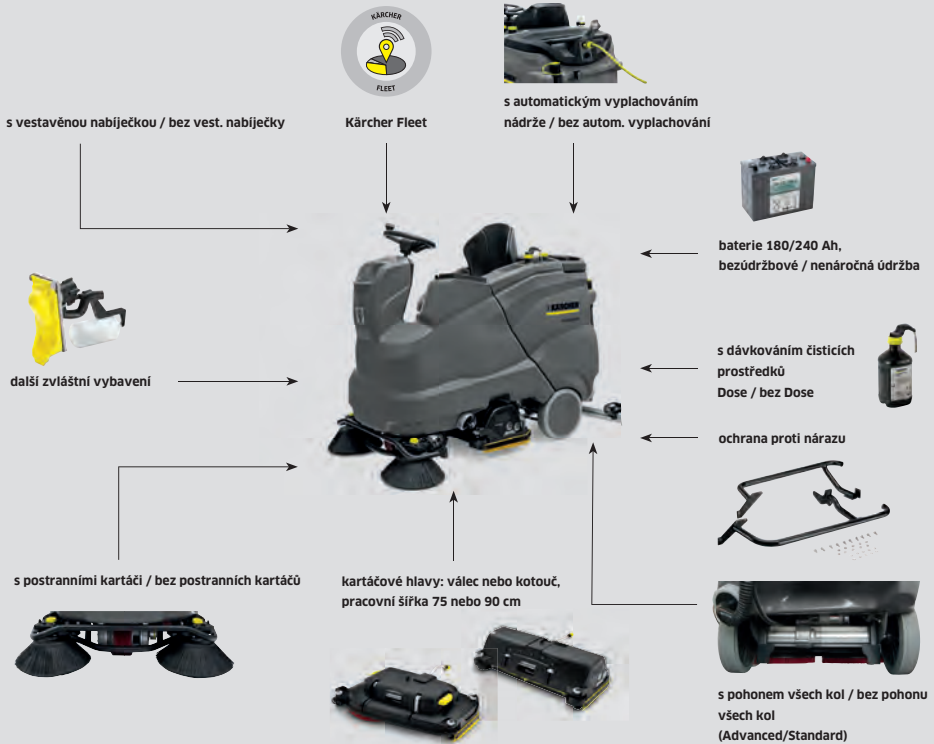 KÄRCHER
FLEET
s vestavěnou nabíječkou / bez vest. nabíječky
Kärcher Fleet
s automatickým vyplachováním
nádrže / bez autom. vyplachování
baterie 180/240 Ah,
bezúdržbové / nenáročná údržba
KÄRCHER
další zvláštní vybavení
s dávkováním čisticích
prostředků
Dose / bez Dose
ochrana proti nárazu
s postranními kartáči / bez postranních kartáčů
kartáčové hlavy: válec nebo kotouč,
pracovní šířka 75 nebo 90 cm
s pohonem všech kol / bez pohonu
všech kol
(Advanced/Standard)